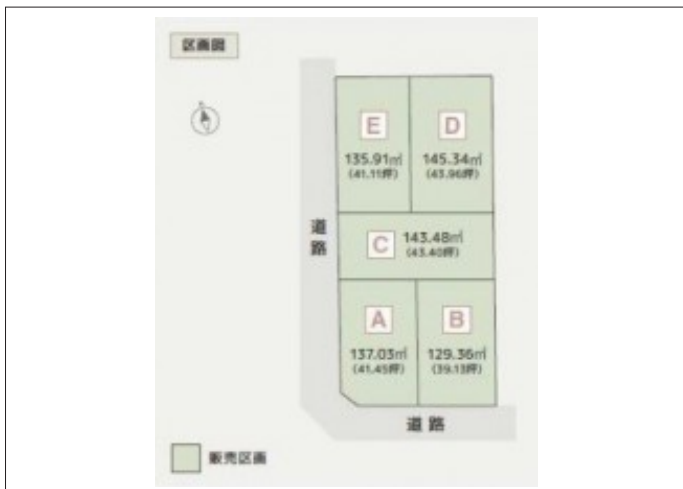 区画図
E
135.91㎡
(41.11坪)
D
145.34㎡
(43.96坪)
道路
C
143.48㎡
(43.40坪)
A
137.03㎡
(41.45坪)
B
129.36㎡
(39.13坪)
道路
販売区画